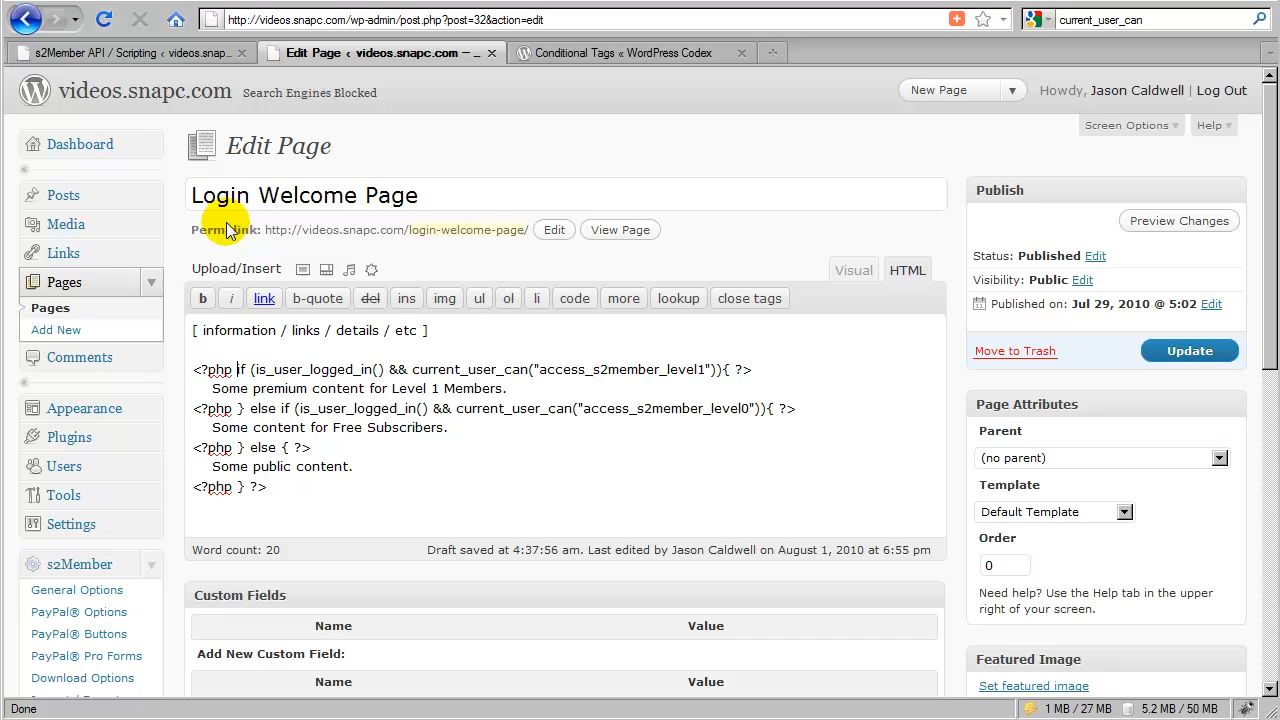 http://videos.snapc.com/wp-admin/post.php?post=32&action=edit
current_user_can
s2Member API / Scripting ‹ videos.snap...
Edit Page ‹ videos.snapc.com — ...
Conditional Tags « WordPress Codex
videos.snapc.com
Search Engines Blocked
New Page
Howdy, Jason Caldwell | Log Out
Screen Options
Help
Dashboard
Posts
Media
Links
Pages
Pages
Add New
Comments
Appearance
Plugins
Users
Tools
Settings
s2Member
General Options
PayPal® Options
PayPal® Buttons
PayPal® Pro Forms
Download Options
Edit Page
Login Welcome Page
Permalink: http://videos.snapc.com/login-welcome-page/
Edit
View Page
Upload/Insert
Visual
HTML
b
i
link
b-quote
del
ins
img
ul
ol
li
code
more
lookup
close tags
[ information / links / details / etc ]
<?php if (is_user_logged_in() && current_user_can("access_s2member_level1")){ ?>
Some premium content for Level 1 Members.
<?php } else if (is_user_logged_in() && current_user_can("access_s2member_level0")){ ?>
Some content for Free Subscribers.
<?php } else { ?>
Some public content.
<?php } ?>
Word count: 20
Draft saved at 4:37:56 am. Last edited by Jason Caldwell on August 1, 2010 at 6:55 pm
Custom Fields
Name
Value
Add New Custom Field:
Name
Value
Publish
Preview Changes
Status: Published Edit
Visibility: Public Edit
Published on: Jul 29, 2010 @ 5:02 Edit
Move to Trash
Update
Page Attributes
Parent
(no parent)
Template
Default Template
Order
0
Need help? Use the Help tab in the upper
right of your screen.
Featured Image
Set featured image
Done
1 MB / 27 MB
5.2 MB / 50 MB